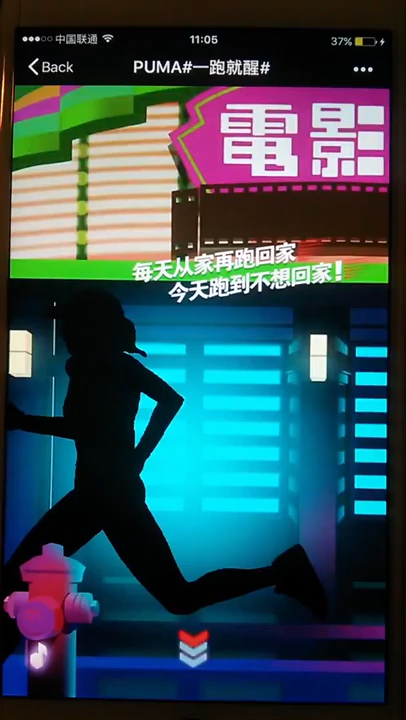 中国联通
11:05
37%
Back
PUMA#一跑就醒#
電影
每天从家再跑回家
今天跑到不想回家!